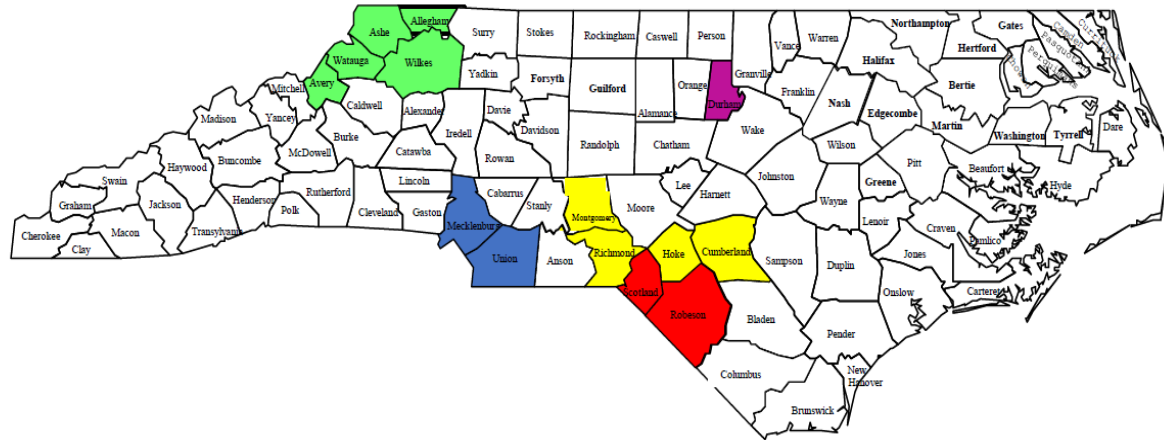 Ashe
Allegham
Surry
Stokes
Rockingham
Caswell
Person
Vance
Warren
Northampton
Gates
Camden
Currituck
Pasquotank
Perquimans
Hertford
Halifax
Watauga
Wilkes
Yadkin
Forsyth
Guilford
Alamance
Orange
Durham
Granville
Franklin
Nash
Edgecombe
Bertie
Martin
Washington
Tyrrell
Dare
Avery
Mitchell
Caldwell
Alexander
Iredell
Davie
Davidson
Randolph
Chatham
Wake
Wilson
Pitt
Beaufort
Hyde
Madison
Yancey
Burke
McDowell
Catawba
Rowan
Buncombe
Haywood
Swain
Graham
Jackson
Henderson
Polk
Rutherford
Cleveland
Lincoln
Gaston
Cabarrus
Stanly
Montgomery
Moore
Lee
Harnett
Johnston
Wayne
Greene
Lenoir
Craven
Pamlico
Jones
Cherokee
Clay
Macon
Transylvania
Mecklenburg
Union
Anson
Richmond
Hoke
Cumberland
Sampson
Duplin
Onslow
Carteret
Scotland
Robeson
Bladen
Pender
Columbus
New
Hanover
Brunswick